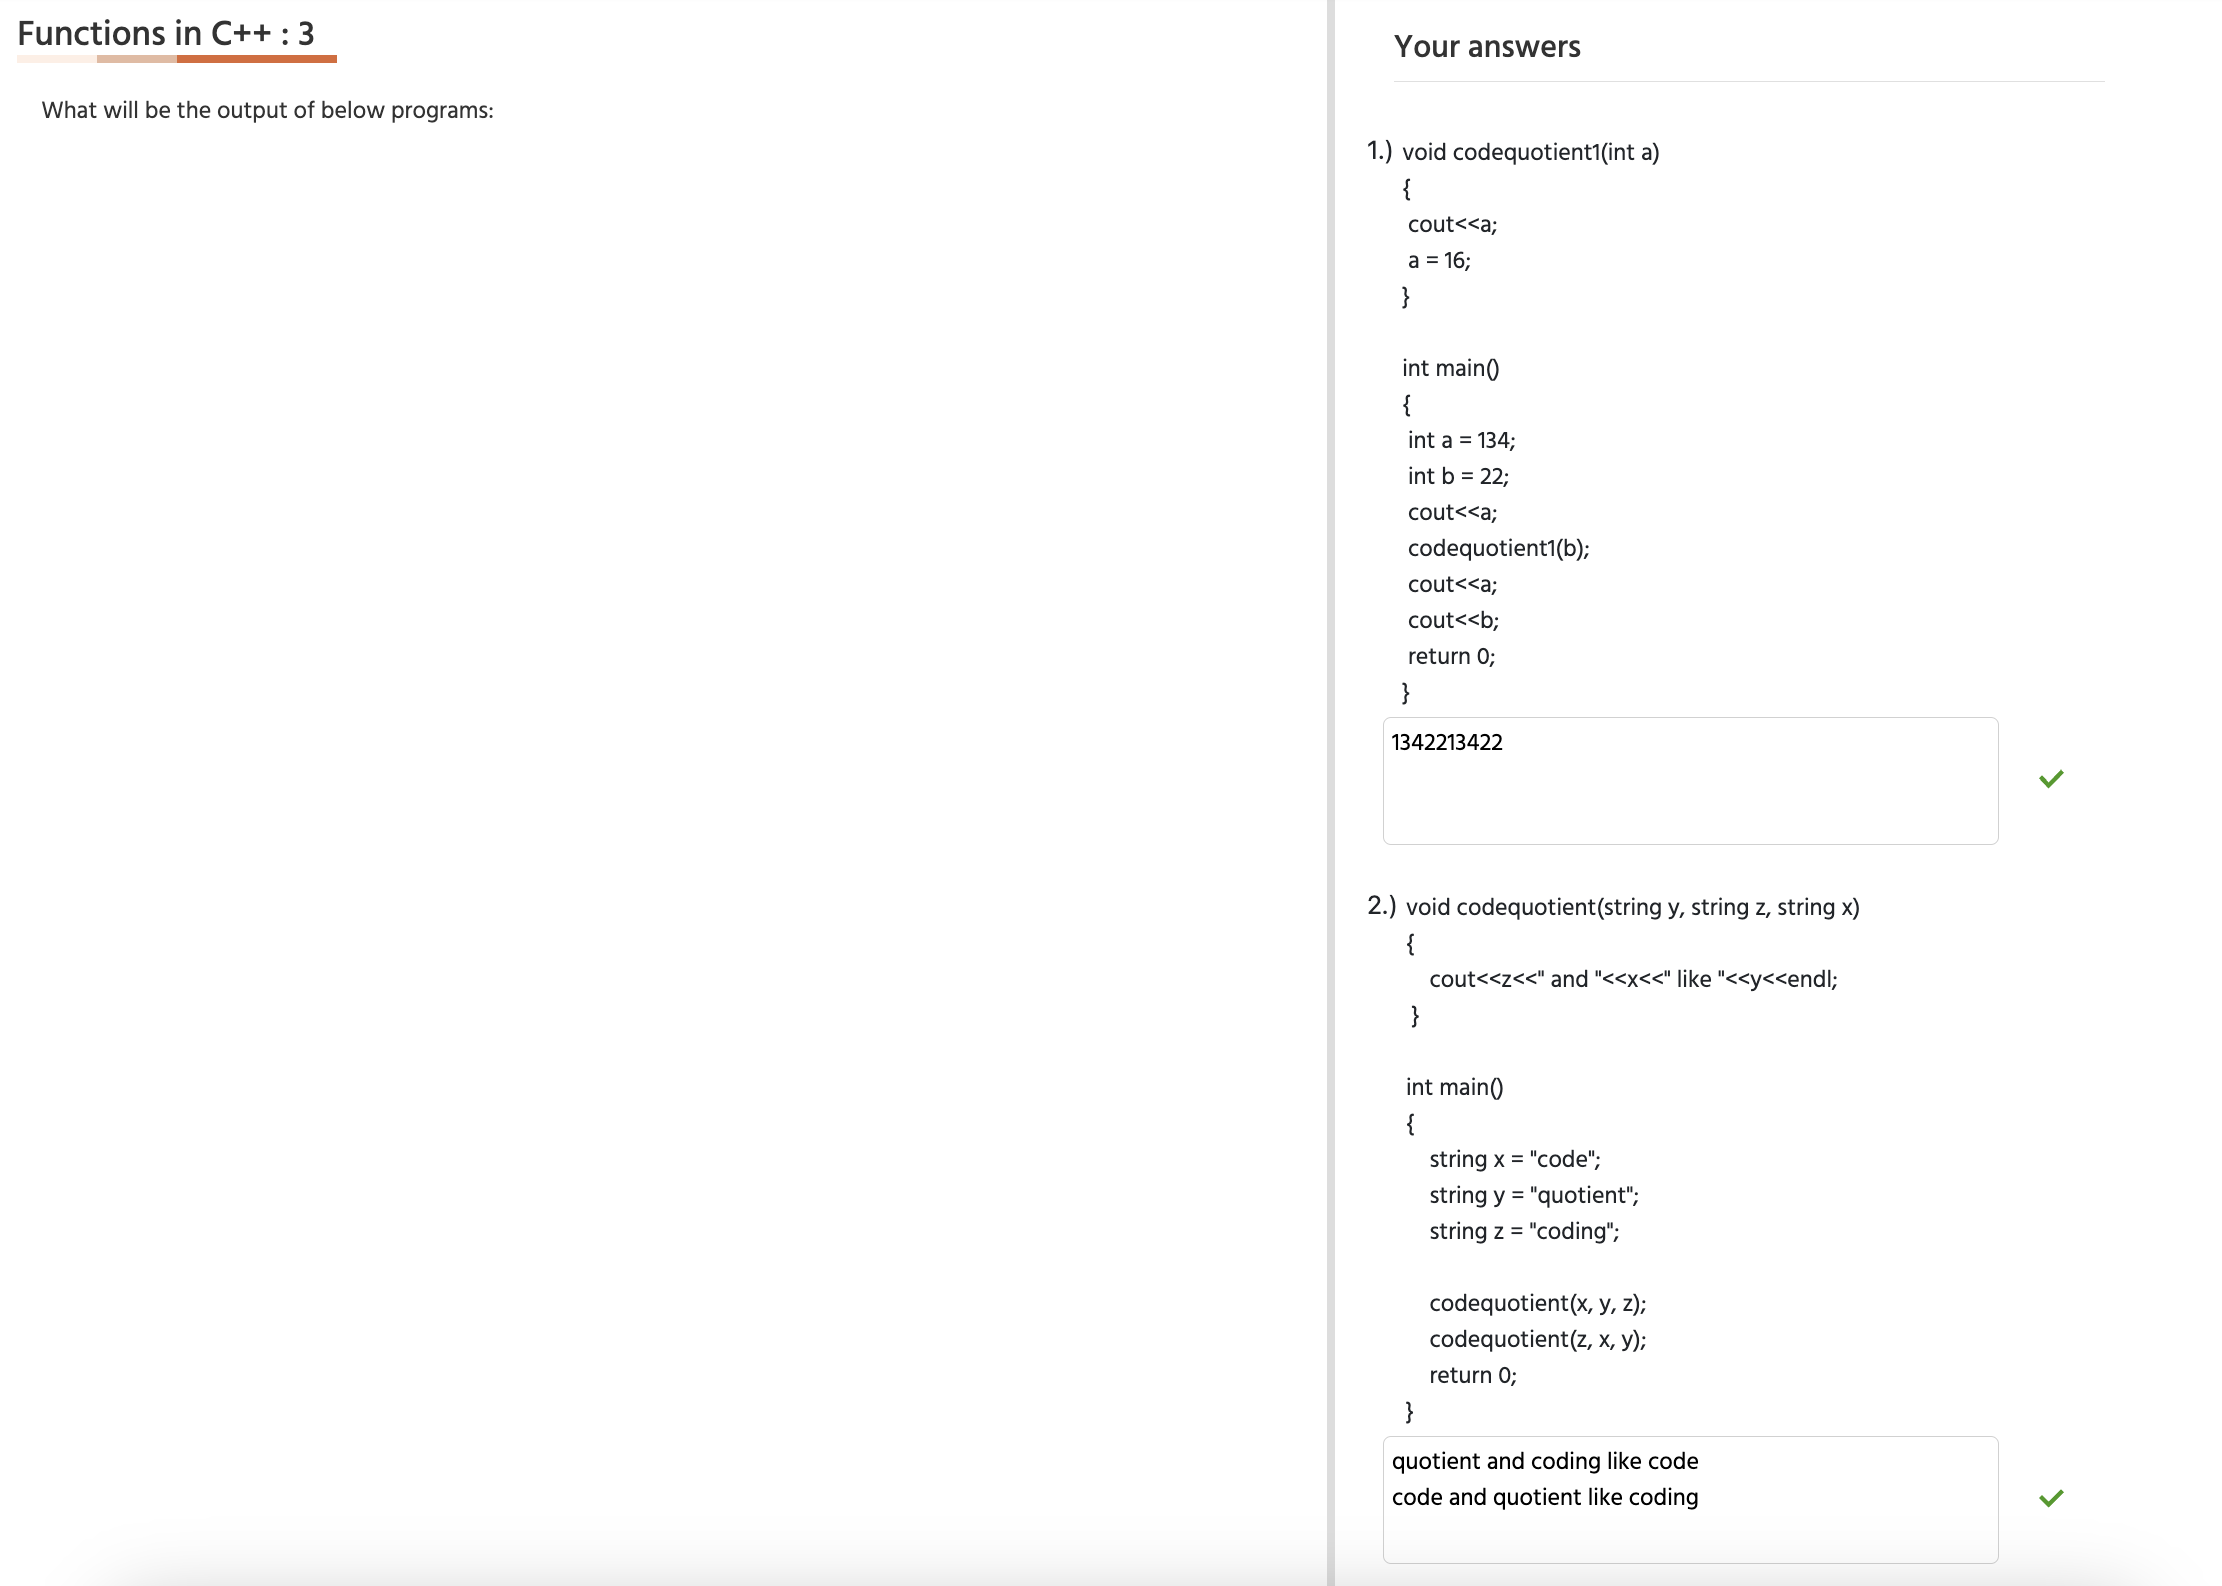 Functions in C++ : 3
What will be the output of below programs:
Your answers
1.) void codequotient1(int a)
{
cout<<a;
a = 16;
}
int main()
{
int a = 134;
int b = 22;
cout<<a;
codequotient1(b);
cout<<a;
cout<<b;
return 0;
}
1342213422
2.) void codequotient(string y, string z, string x)
{
cout<<z<<" and "<<x<<" like "<<y<<endl;
}
int main()
{
string x = "code";
string y = "quotient";
string z = "coding";
codequotient(x, y, z);
codequotient(z, x, y);
return 0;
}
quotient and coding like code
code and quotient like coding